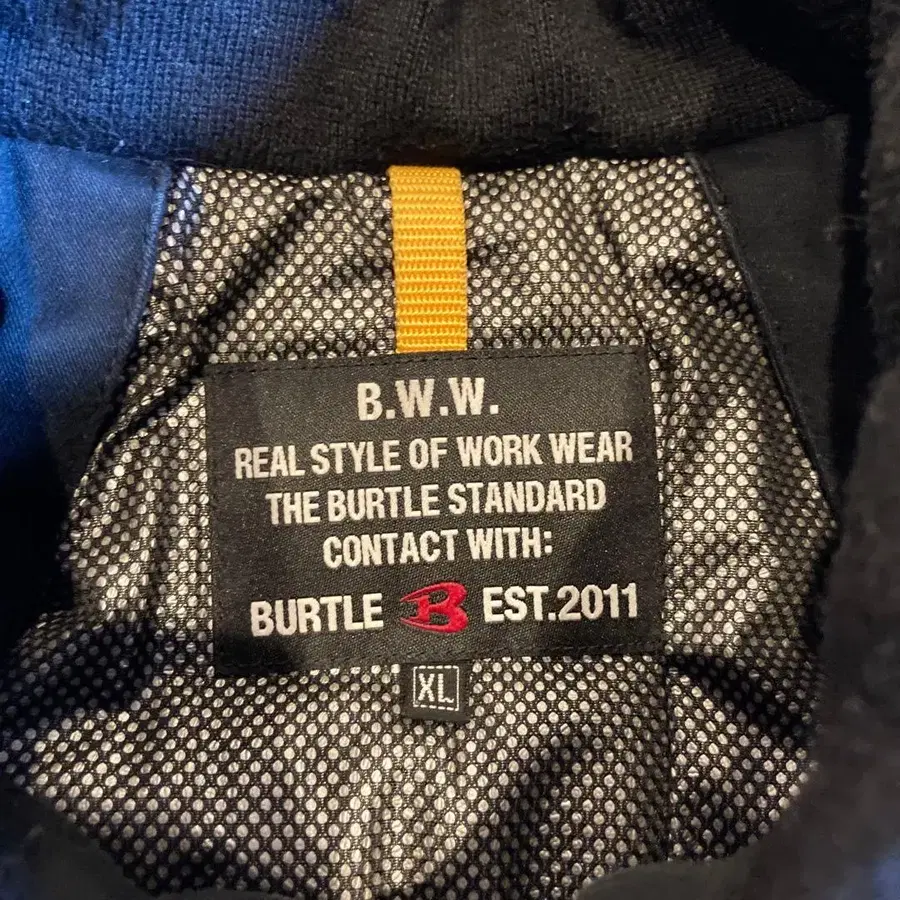 B.W.W.
REAL STYLE OF WORK WEAR
THE BURTLE STANDARD
CONTACT WITH:
BURTLE B EST.2011
XL